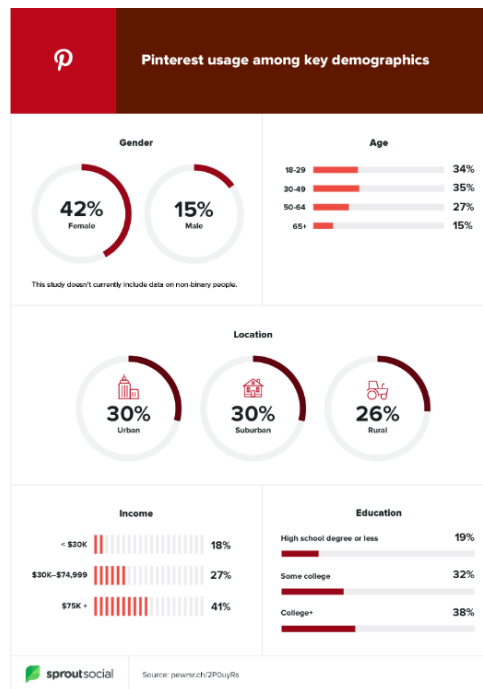 Pinterest usage among key demographics
Gender
42%
Female
15%
Male
This study doesn't currently include data on non-binary people.
Age
18-29 34%
30-49 35%
50-64 27%
65+ 15%
Location
30%
Urban
30%
Suburban
26%
Rural
Income
< $30K 18%
$30K–$74,999 27%
$75K + 41%
Education
High school degree or less 19%
Some college 32%
College+ 38%
sproutsocial
Source: pewrsr.ch/2P0uyRs